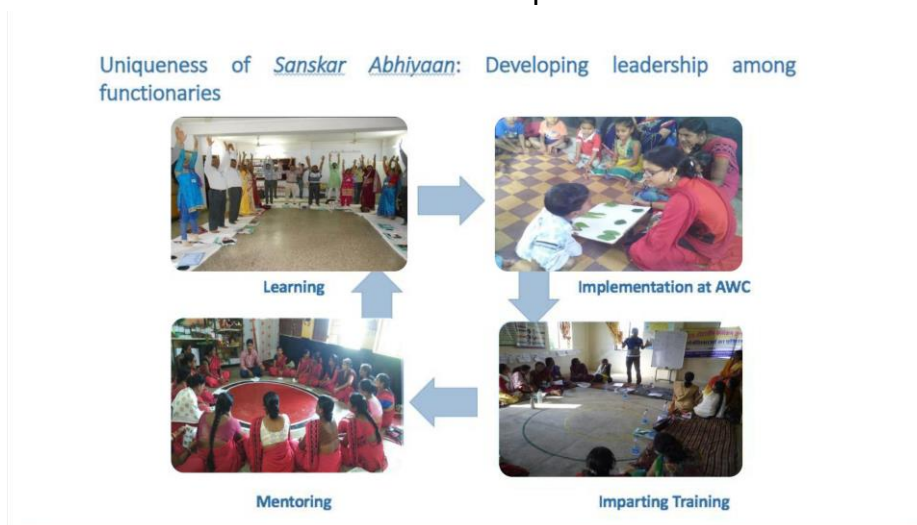 Uniqueness of Sanskar Abhiyaan: Developing leadership among
functionaries
Learning
Implementation at AWC
Mentoring
Imparting Training